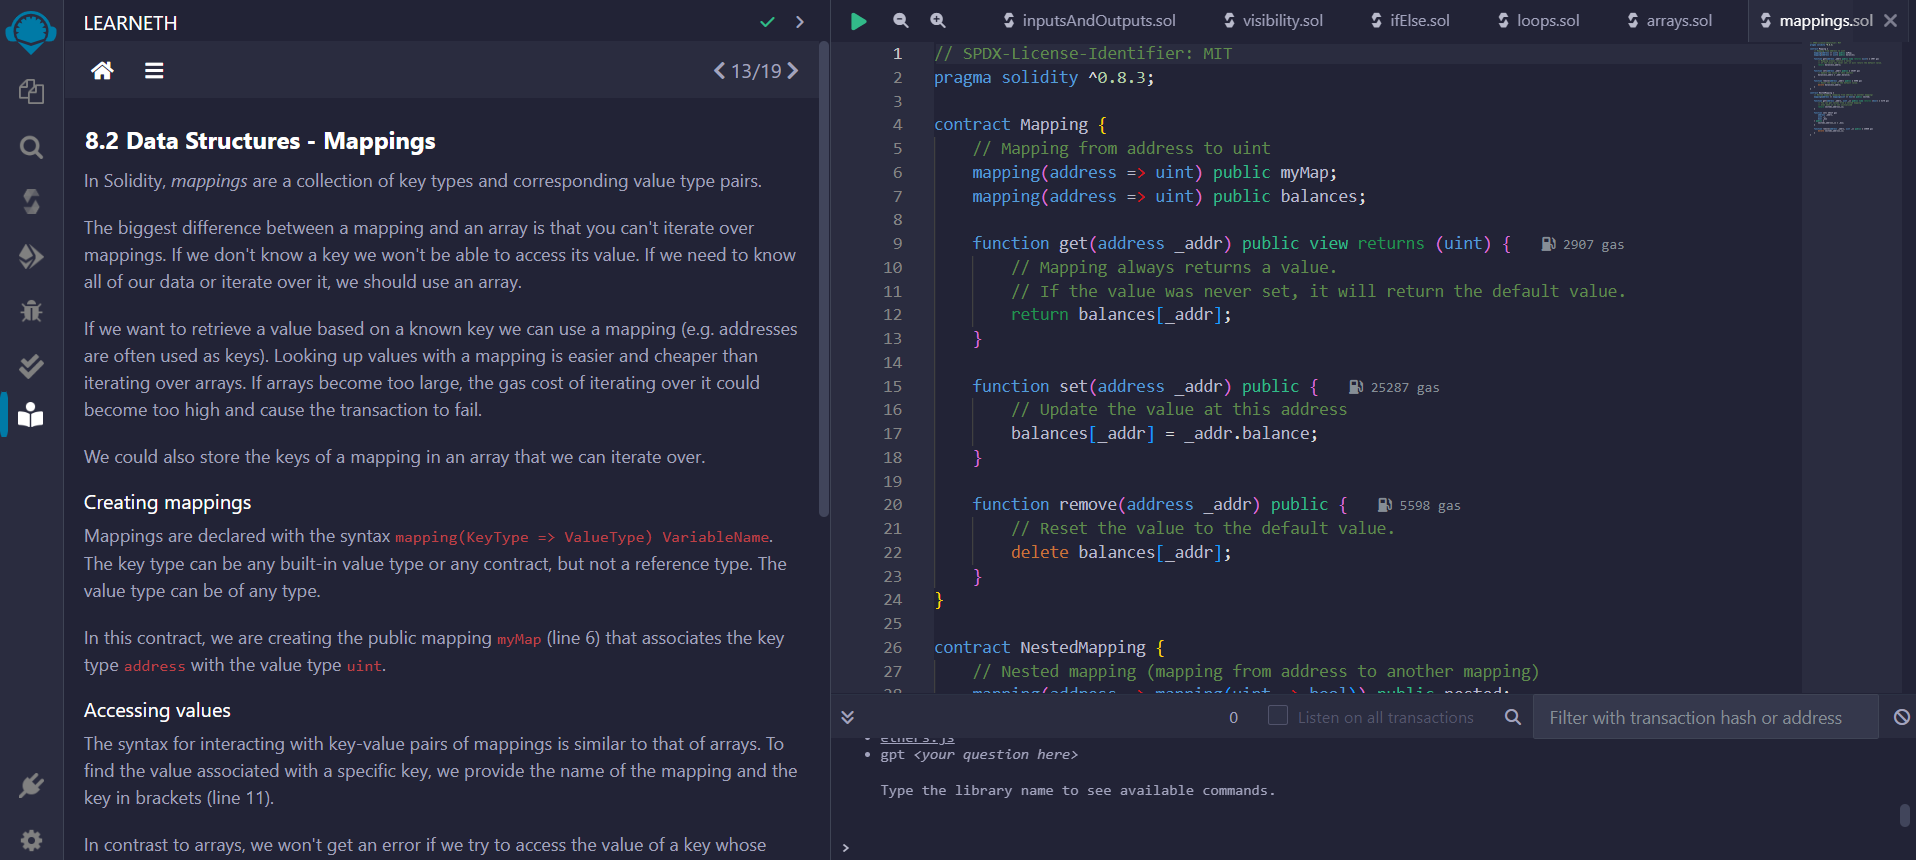 LEARNETH
13/19
8.2 Data Structures - Mappings
In Solidity, mappings are a collection of key types and corresponding value type pairs.
The biggest difference between a mapping and an array is that you can't iterate over
mappings. If we don't know a key we won't be able to access its value. If we need to know
all of our data or iterate over it, we should use an array.
If we want to retrieve a value based on a known key we can use a mapping (e.g. addresses
are often used as keys). Looking up values with a mapping is easier and cheaper than
iterating over arrays. If arrays become too large, the gas cost of iterating over it could
become too high and cause the transaction to fail.
We could also store the keys of a mapping in an array that we can iterate over.
Creating mappings
Mappings are declared with the syntax mapping(KeyType => ValueType) VariableName.
The key type can be any built-in value type or any contract, but not a reference type. The
value type can be of any type.
In this contract, we are creating the public mapping myMap (line 6) that associates the key
type address with the value type uint.
Accessing values
The syntax for interacting with key-value pairs of mappings is similar to that of arrays. To
find the value associated with a specific key, we provide the name of the mapping and the
key in brackets (line 11).
In contrast to arrays, we won't get an error if we try to access the value of a key whose
inputsAndOutputs.sol visibility.sol ifElse.sol loops.sol arrays.sol mappings.sol
1 // SPDX-License-Identifier: MIT
2 pragma solidity ^0.8.3;
3
4 contract Mapping {
5 // Mapping from address to uint
6 mapping(address => uint) public myMap;
7 mapping(address => uint) public balances;
8
9 function get(address _addr) public view returns (uint) { 2907 gas
10 // Mapping always returns a value.
11 // If the value was never set, it will return the default value.
12 return balances[_addr];
13 }
14
15 function set(address _addr) public { 25287 gas
16 // Update the value at this address
17 balances[_addr] = _addr.balance;
18 }
19
20 function remove(address _addr) public { 5598 gas
21 // Reset the value to the default value.
22 delete balances[_addr];
23 }
24 }
25
26 contract NestedMapping {
27 // Nested mapping (mapping from address to another mapping)
28 mapping(address => mapping(uint => bool)) public nested;
0 Listen on all transactions Filter with transaction hash or address
• ethers.js
• gpt <your question here>
Type the library name to see available commands.
>